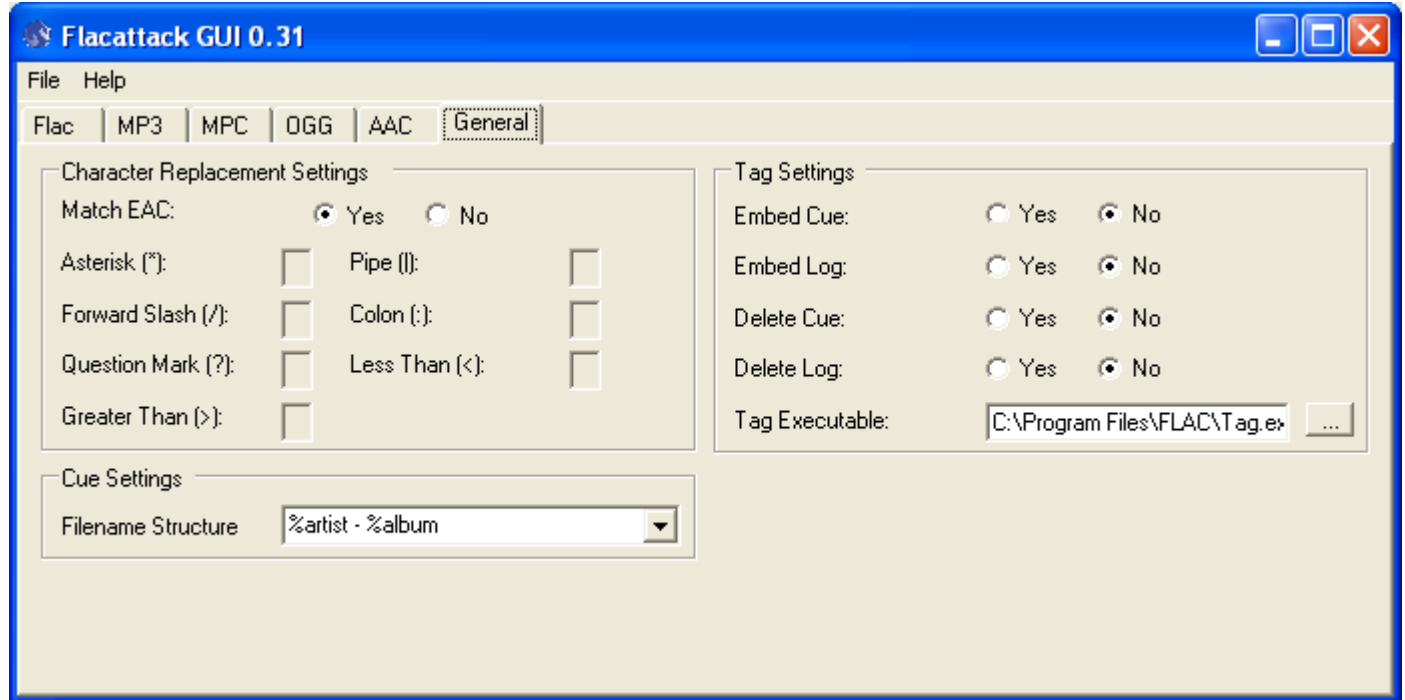 Flacattack GUI 0.31
File Help
Flac MP3 MPC OGG AAC General
Character Replacement Settings
Match EAC: Yes No
Asterisk (*): Pipe (|):
Forward Slash (/): Colon (:):
Question Mark (?): Less Than (<):
Greater Than (>):
Cue Settings
Filename Structure %artist - %album
Tag Settings
Embed Cue: Yes No
Embed Log: Yes No
Delete Cue: Yes No
Delete Log: Yes No
Tag Executable: C:\Program Files\FLAC\Tag.ex ...